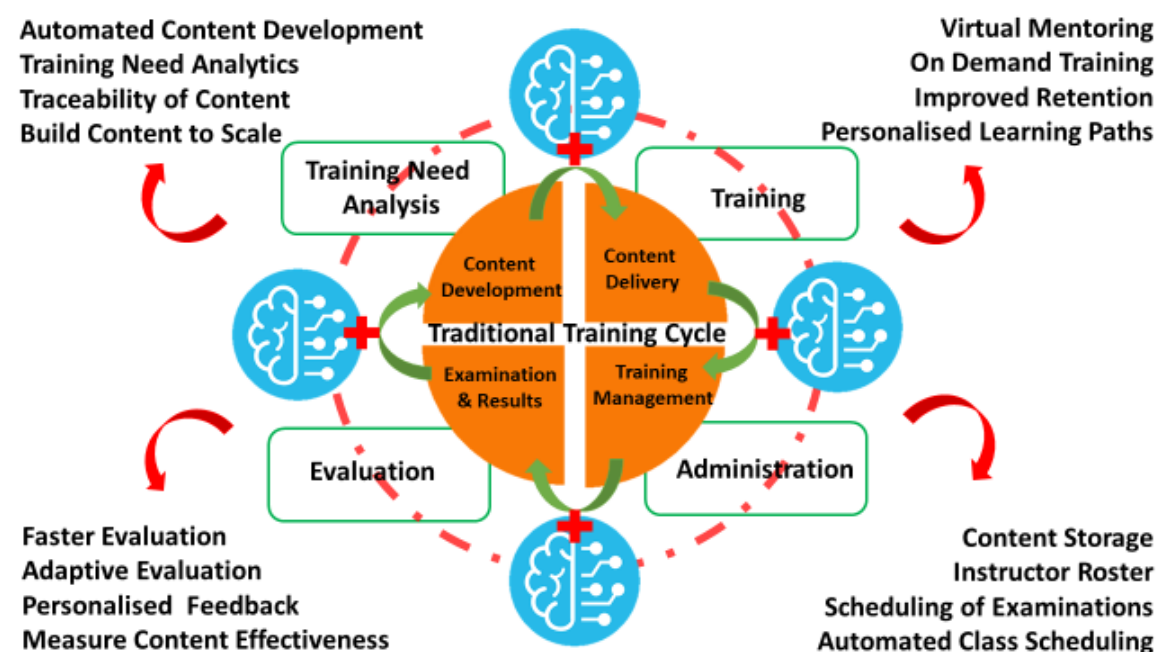 Automated Content Development
Training Need Analytics
Traceability of Content
Build Content to Scale
Virtual Mentoring
On Demand Training
Improved Retention
Personalised Learning Paths
Training Need
Analysis
Training
Content
Development
Content
Delivery
Traditional Training Cycle
Examination
& Results
Training
Management
Evaluation
Administration
Faster Evaluation
Adaptive Evaluation
Personalised Feedback
Measure Content Effectiveness
Content Storage
Instructor Roster
Scheduling of Examinations
Automated Class Scheduling